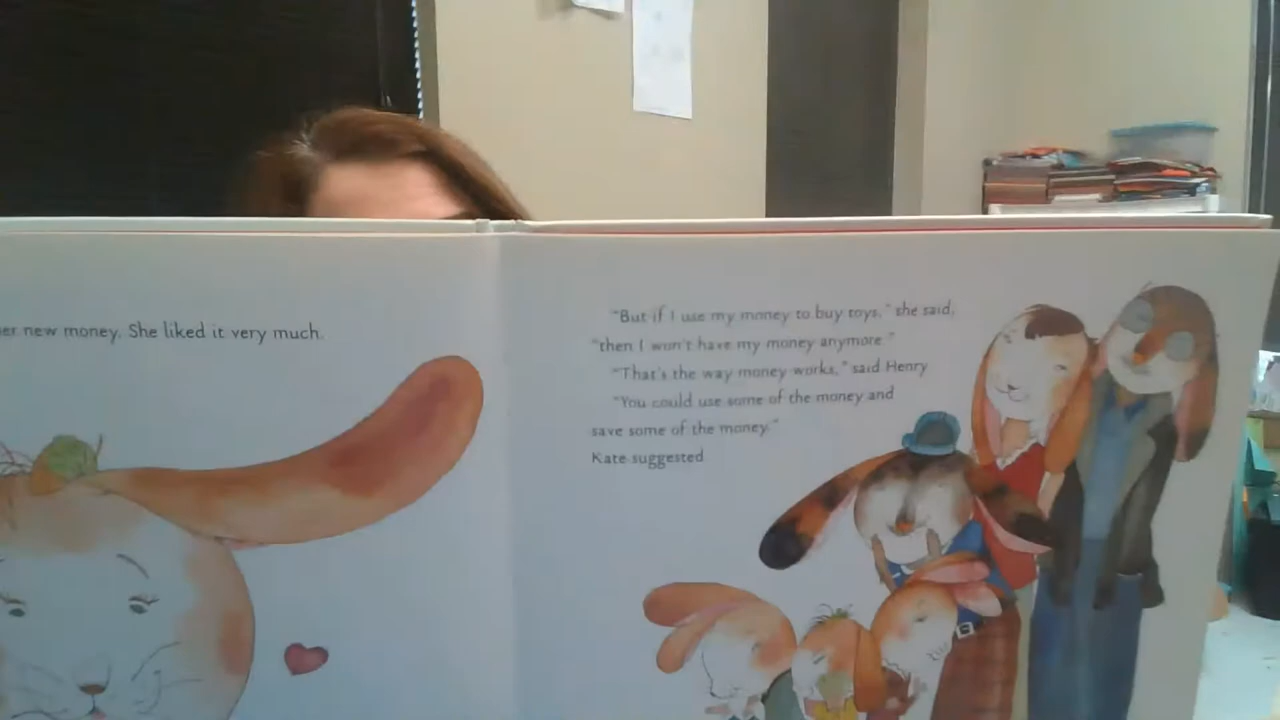 new money. She liked it very much.
"But if I use my money to buy toys," she said,
"then I won't have my money anymore."
"That's the way money works," said Henry
"You could use some of the money and
save some of the money."
Kate suggested